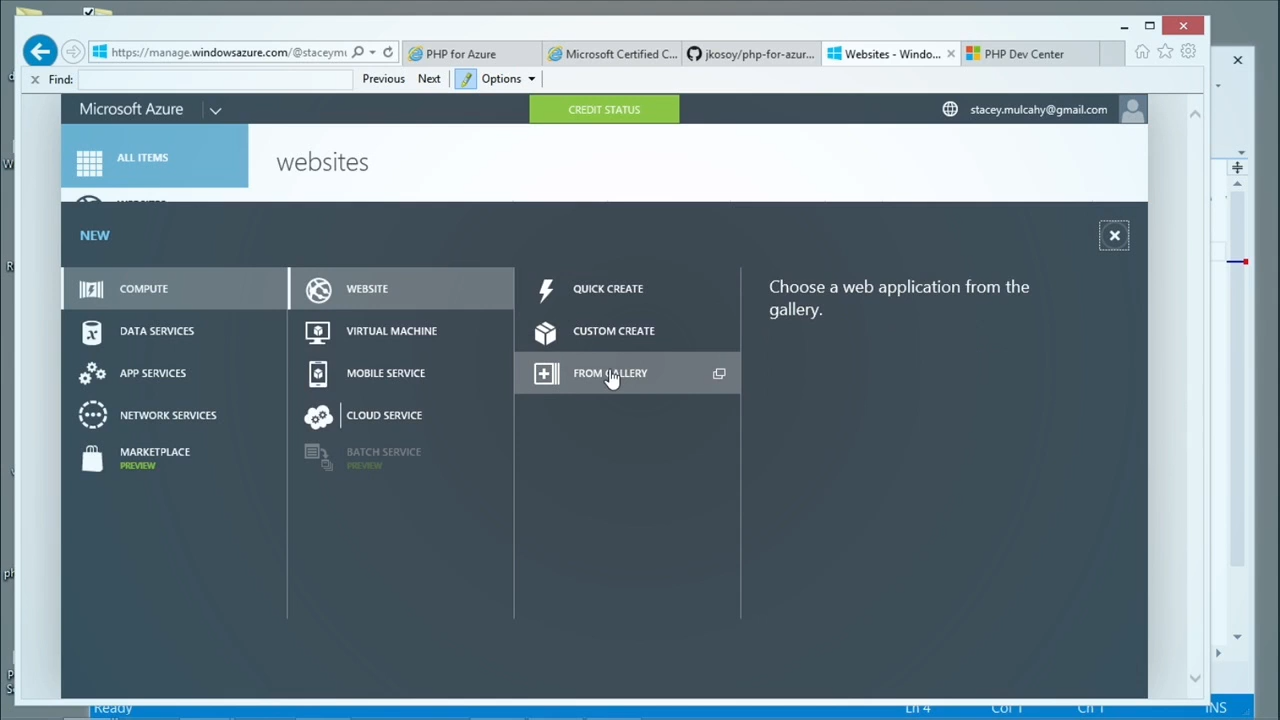 https://manage.windowsazure.com/@staceymu
PHP for Azure
Microsoft Certified C...
jkosoy/php-for-azur...
Websites - Windo...
PHP Dev Center
Find:
Previous
Next
Options
Microsoft Azure
CREDIT STATUS
stacey.mulcahy@gmail.com
ALL ITEMS
websites
NEW
COMPUTE
DATA SERVICES
APP SERVICES
NETWORK SERVICES
MARKETPLACE
PREVIEW
WEBSITE
VIRTUAL MACHINE
MOBILE SERVICE
CLOUD SERVICE
BATCH SERVICE
PREVIEW
QUICK CREATE
CUSTOM CREATE
FROM GALLERY
Choose a web application from the
gallery.
Ready
Ln 4
Col 1
Ch 1
INS